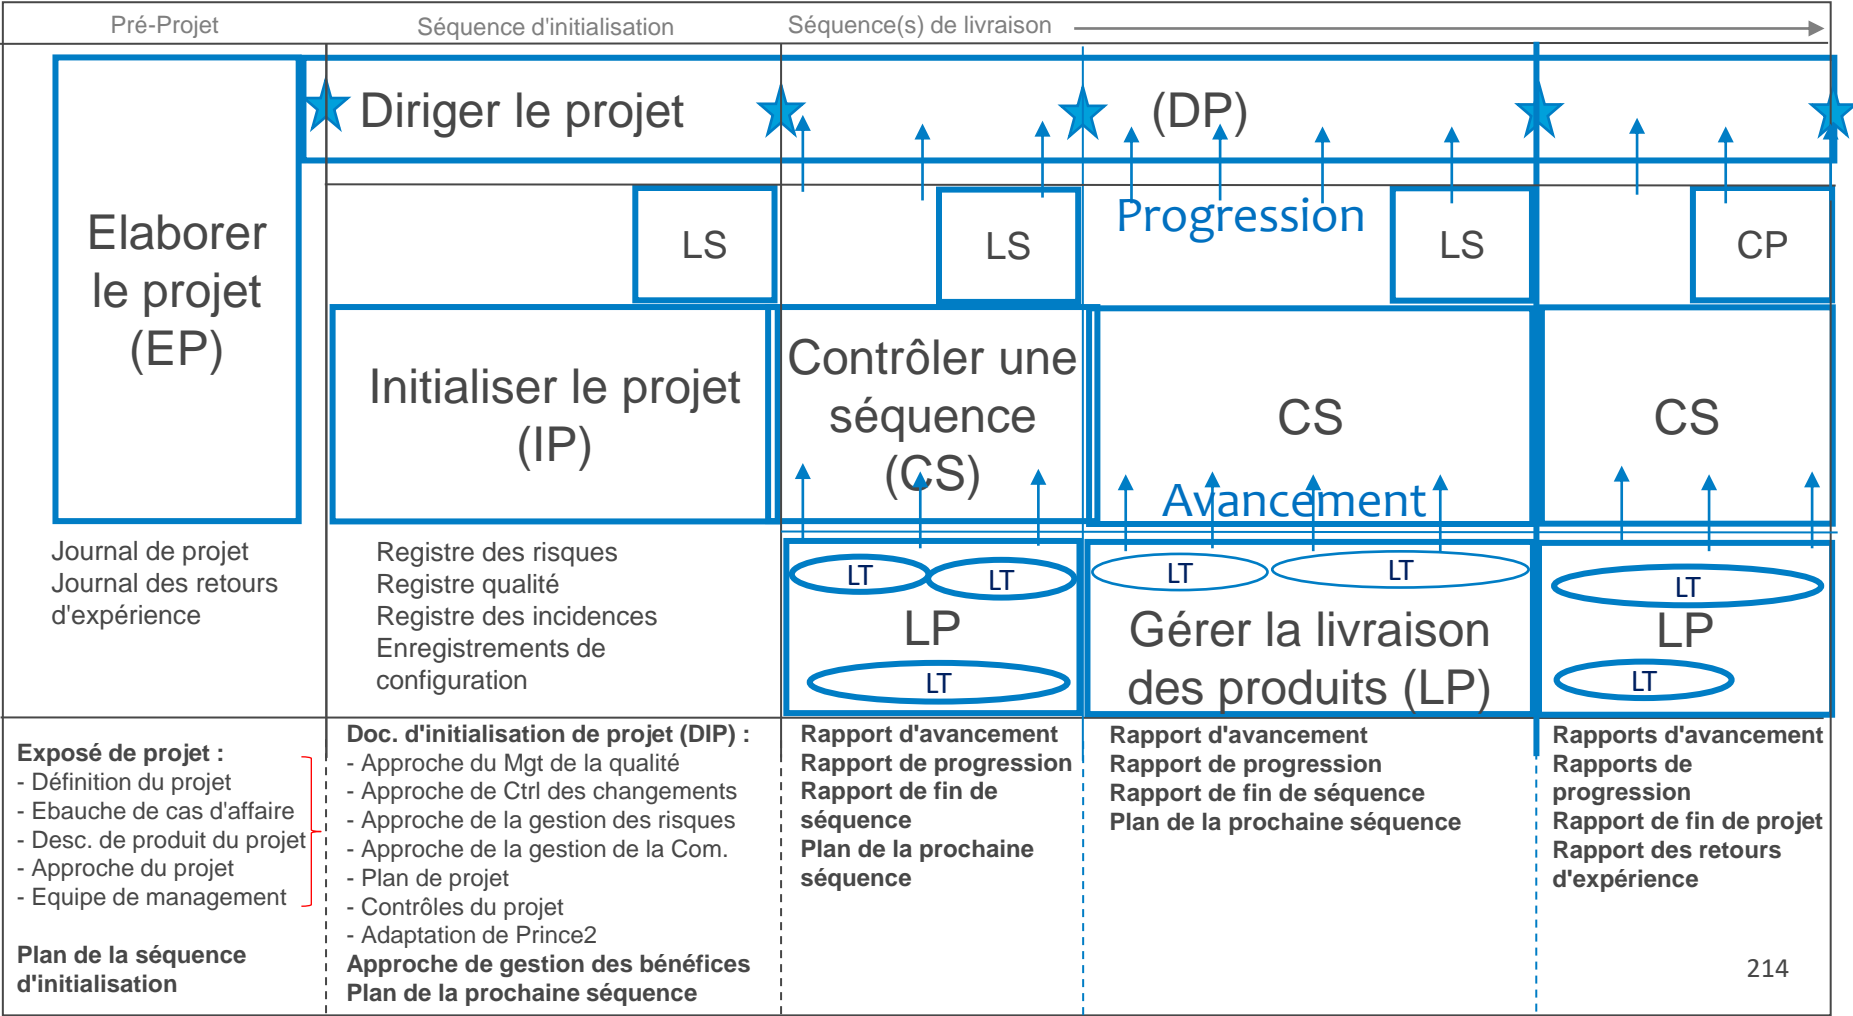 Pré-Projet
Séquence d'initialisation
Séquence(s) de livraison
Diriger le projet
(DP)
Elaborer
le projet
(EP)
LS
LS
Progression
LS
CP
Initialiser le projet
(IP)
Contrôler une
séquence
(CS)
CS
CS
Avancement
Journal de projet
Journal des retours
d'expérience
Registre des risques
Registre qualité
Registre des incidences
Enregistrements de
configuration
LT
LT
LP
LT
LT
LT
Gérer la livraison
des produits (LP)
LT
LP
LT
Exposé de projet :
- Définition du projet
- Ebauche de cas d'affaire
- Desc. de produit du projet
- Approche du projet
- Equipe de management
Plan de la séquence
d'initialisation
Doc. d'initialisation de projet (DIP) :
- Approche du Mgt de la qualité
- Approche de Ctrl des changements
- Approche de la gestion des risques
- Approche de la gestion de la Com.
- Plan de projet
- Contrôles du projet
- Adaptation de Prince2
Approche de gestion des bénéfices
Plan de la prochaine séquence
Rapport d'avancement
Rapport de progression
Rapport de fin de
séquence
Plan de la prochaine
séquence
Rapport d'avancement
Rapport de progression
Rapport de fin de séquence
Plan de la prochaine séquence
Rapports d'avancement
Rapports de
progression
Rapport de fin de projet
Rapport des retours
d'expérience
214